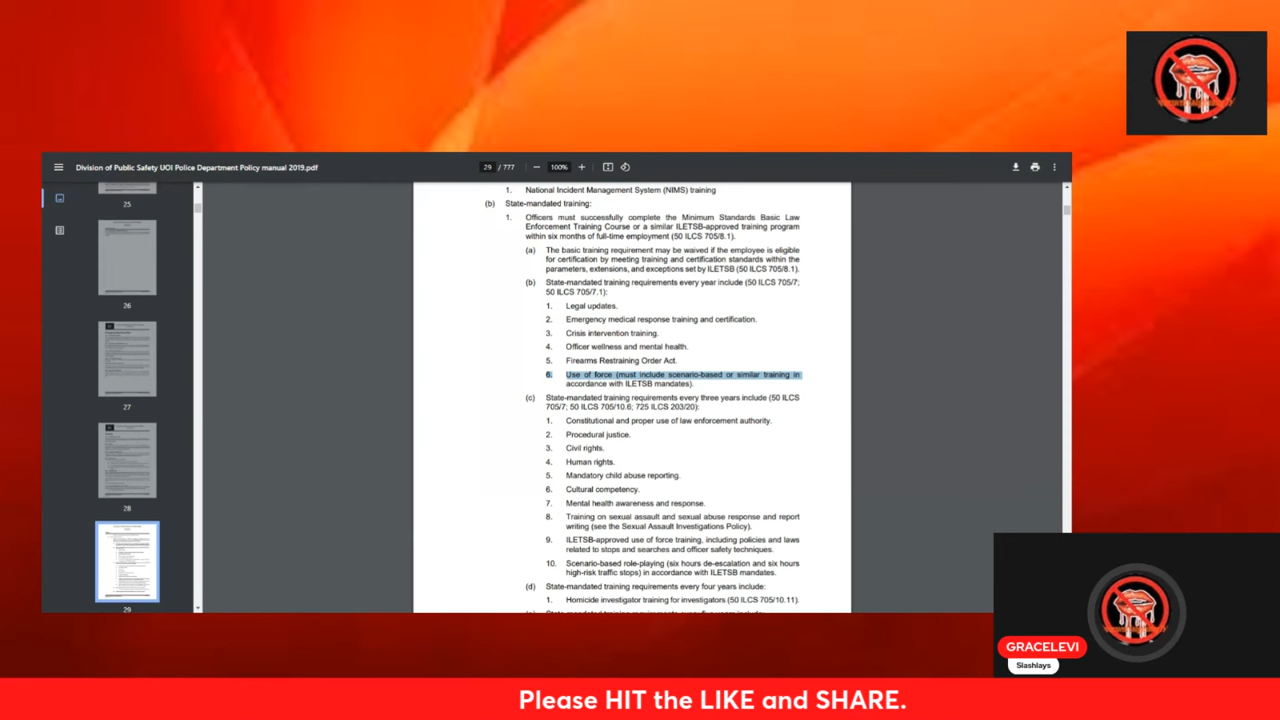 Division of Public Safety UOI Police Department Policy manual 2019.pdf
29 / 777
100%
25
26
27
28
29
1. National Incident Management System (NIMS) training
(b) State-mandated training:
1. Officers must successfully complete the Minimum Standards Basic Law
Enforcement Training Course or a similar ILETSB-approved training program
within six months of full-time employment (50 ILCS 705/8.1).
(a) The basic training requirement may be waived if the employee is eligible
for certification by meeting training and certification standards within the
parameters, extensions, and exceptions set by ILETSB (50 ILCS 705/8.1).
(b) State-mandated training requirements every year include (50 ILCS 705/7;
50 ILCS 705/7.1):
1. Legal updates.
2. Emergency medical response training and certification.
3. Crisis intervention training.
4. Officer wellness and mental health.
5. Firearms Restraining Order Act.
6. Use of force (must include scenario-based or similar training in
accordance with ILETSB mandates).
(c) State-mandated training requirements every three years include (50 ILCS
705/7; 50 ILCS 705/10.6; 725 ILCS 203/20):
1. Constitutional and proper use of law enforcement authority.
2. Procedural justice.
3. Civil rights.
4. Human rights.
5. Mandatory child abuse reporting.
6. Cultural competency.
7. Mental health awareness and response.
8. Training on sexual assault and sexual abuse response and report
writing (see the Sexual Assault Investigations Policy).
9. ILETSB-approved use of force training, including policies and laws
related to stops and searches and officer safety techniques.
10. Scenario-based role-playing (six hours de-escalation and six hours
high-risk traffic stops) in accordance with ILETSB mandates.
(d) State-mandated training requirements every four years include:
1. Homicide investigator training for investigators (50 ILCS 705/10.11).
GRACELEVI
Slashlays
Please HIT the LIKE and SHARE.